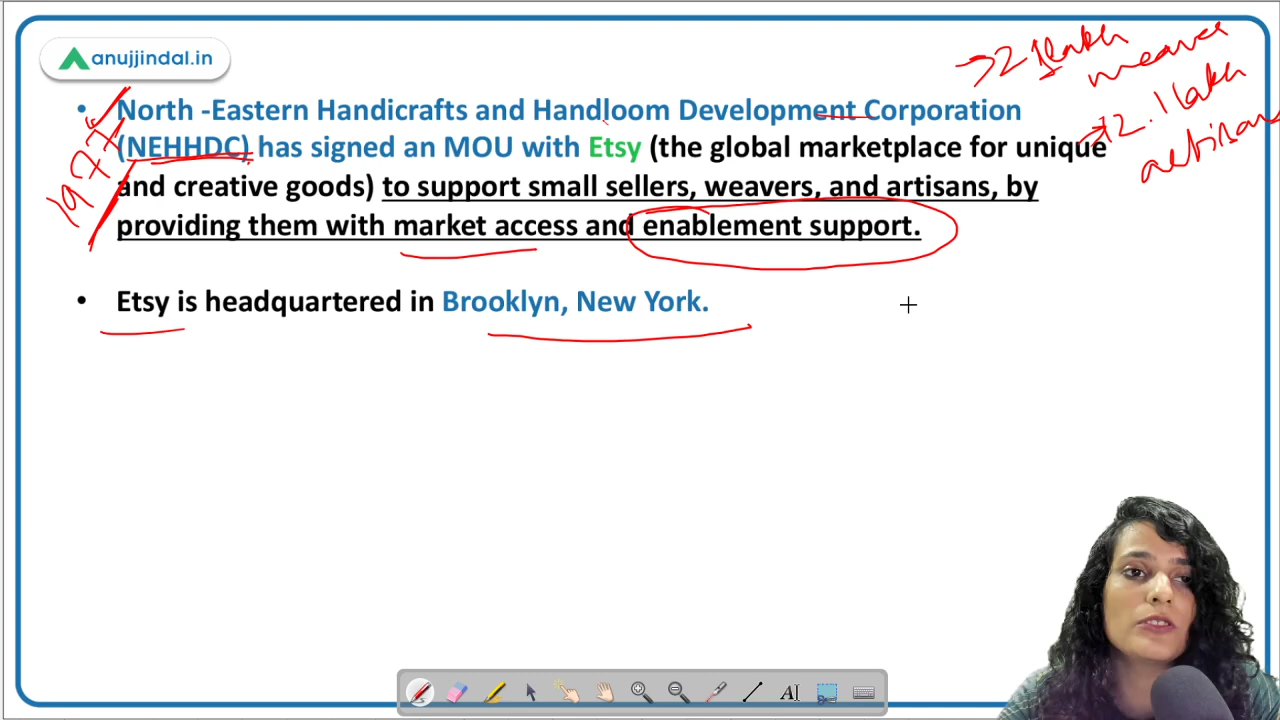 anujjindal.in
→ 2 lakh
weaver
→ 2.1 lakh
artisans
1977
• North -Eastern Handicrafts and Handloom Development Corporation
(NEHHDC) has signed an MOU with Etsy (the global marketplace for unique
and creative goods) to support small sellers, weavers, and artisans, by
providing them with market access and enablement support.
• Etsy is headquartered in Brooklyn, New York.
AI